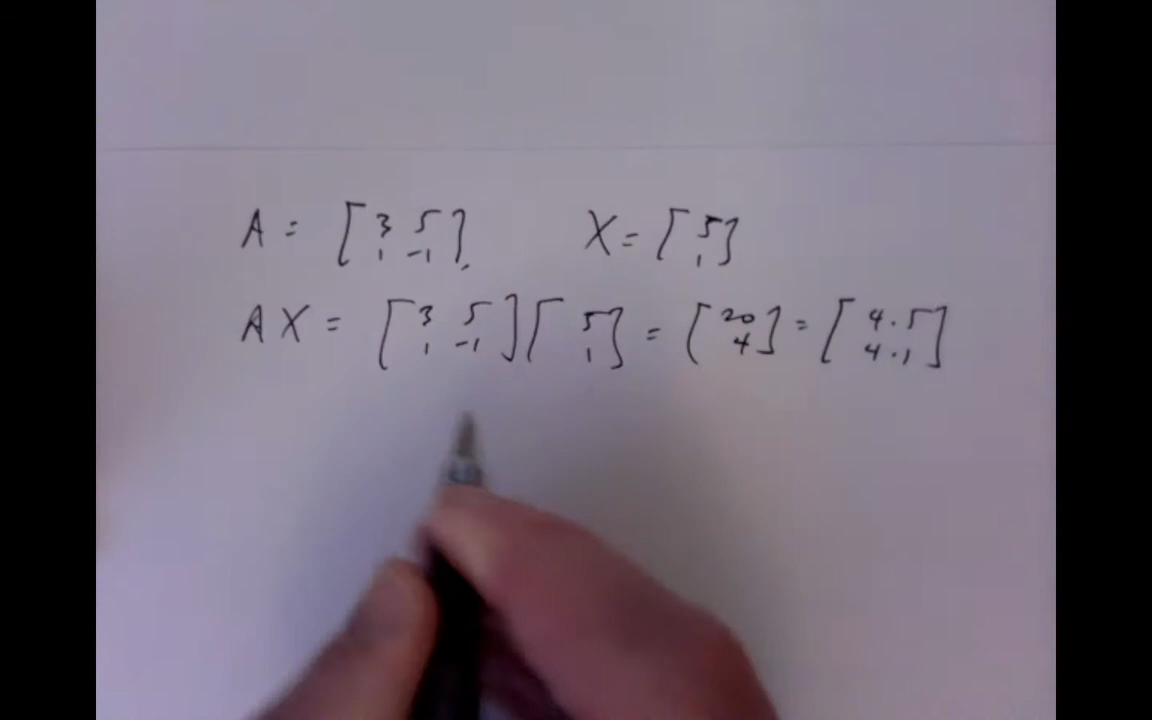 A = [3 5 1 -1], X = [5 1]
AX = [3 5 1 -1][5 1] = [20 4] = [4·5 4·1]